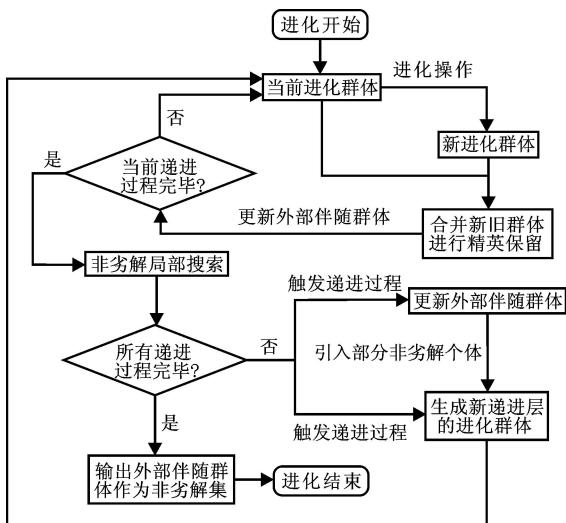 进化开始
当前进化群体
进化操作
否
新进化群体
是
当前递进
过程完毕?
更新外部伴随群体
合并新旧群体
进行精英保留
非劣解局部搜索
触发递进过程
更新外部伴随群体
所有递进
过程完毕?
否
引入部分非劣解个体
生成新递进层
的进化群体
是
触发递进过程
输出外部伴随群
体作为非劣解集
进化结束